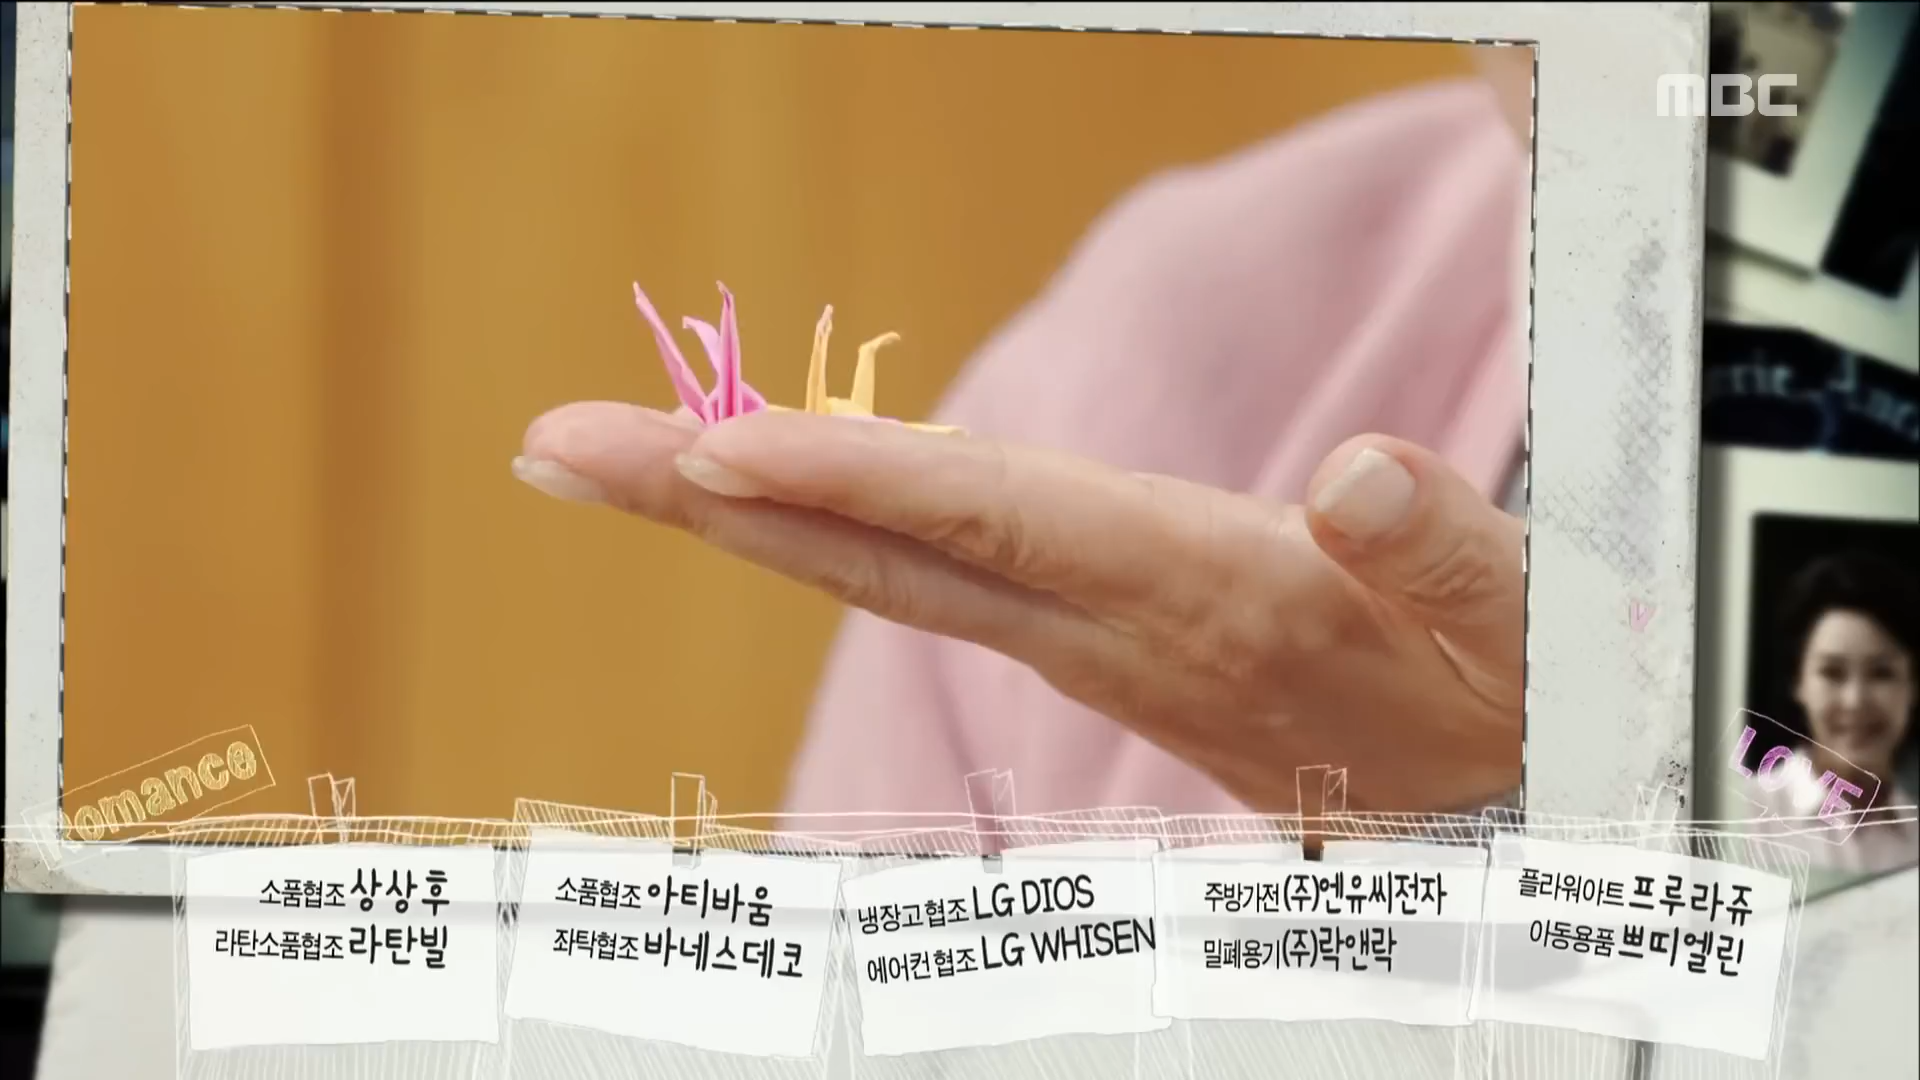 MBC
Romance
LOVE
소품협조 상상후
라탄소품협조 라탄빌
소품협조 아티바움
좌탁협조 바네스데코
냉장고협조 LG DIOS
에어컨협조 LG WHISEN
주방가전 (주)엔유씨전자
밀폐용기 (주)락앤락
플라워아트 프루라쥬
아동용품 쁘띠엘린